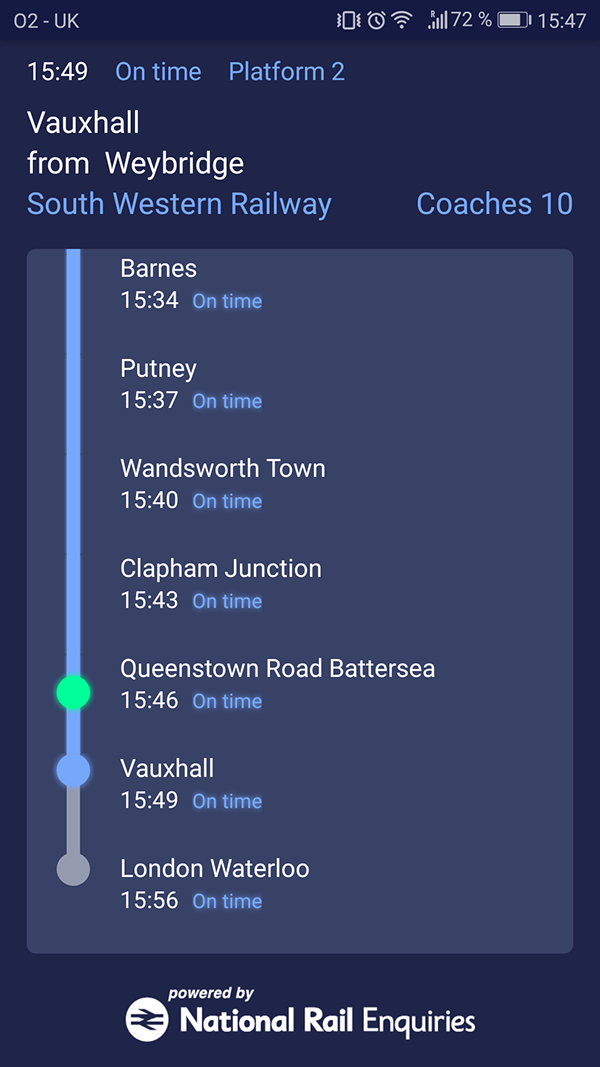 O2 - UK R 72 % 15:47
15:49 On time Platform 2
Vauxhall
from Weybridge
South Western Railway Coaches 10
Barnes
15:34 On time
Putney
15:37 On time
Wandsworth Town
15:40 On time
Clapham Junction
15:43 On time
Queenstown Road Battersea
15:46 On time
Vauxhall
15:49 On time
London Waterloo
15:56 On time
powered by
National Rail Enquiries